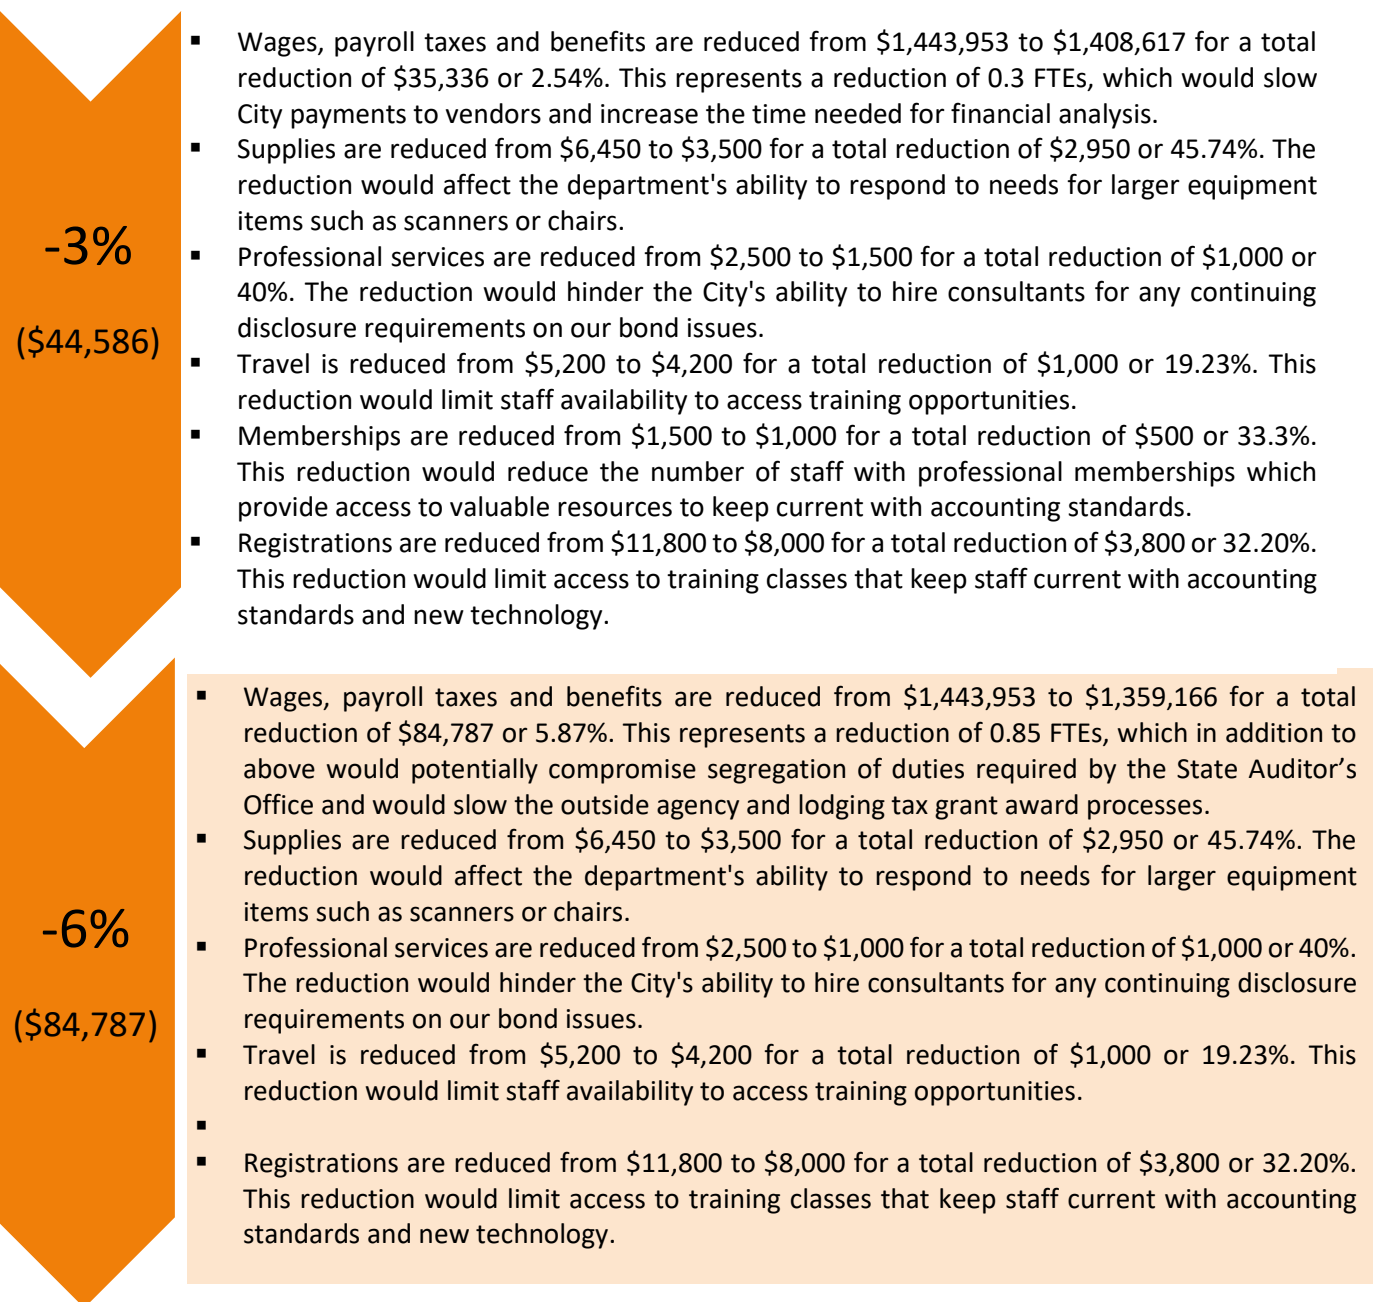 -3%
($44,586)
▪ Wages, payroll taxes and benefits are reduced from $1,443,953 to $1,408,617 for a total
reduction of $35,336 or 2.54%. This represents a reduction of 0.3 FTEs, which would slow
City payments to vendors and increase the time needed for financial analysis.
▪ Supplies are reduced from $6,450 to $3,500 for a total reduction of $2,950 or 45.74%. The
reduction would affect the department's ability to respond to needs for larger equipment
items such as scanners or chairs.
▪ Professional services are reduced from $2,500 to $1,500 for a total reduction of $1,000 or
40%. The reduction would hinder the City's ability to hire consultants for any continuing
disclosure requirements on our bond issues.
▪ Travel is reduced from $5,200 to $4,200 for a total reduction of $1,000 or 19.23%. This
reduction would limit staff availability to access training opportunities.
▪ Memberships are reduced from $1,500 to $1,000 for a total reduction of $500 or 33.3%.
This reduction would reduce the number of staff with professional memberships which
provide access to valuable resources to keep current with accounting standards.
▪ Registrations are reduced from $11,800 to $8,000 for a total reduction of $3,800 or 32.20%.
This reduction would limit access to training classes that keep staff current with accounting
standards and new technology.
-6%
($84,787)
▪ Wages, payroll taxes and benefits are reduced from $1,443,953 to $1,359,166 for a total
reduction of $84,787 or 5.87%. This represents a reduction of 0.85 FTEs, which in addition to
above would potentially compromise segregation of duties required by the State Auditor’s
Office and would slow the outside agency and lodging tax grant award processes.
▪ Supplies are reduced from $6,450 to $3,500 for a total reduction of $2,950 or 45.74%. The
reduction would affect the department's ability to respond to needs for larger equipment
items such as scanners or chairs.
▪ Professional services are reduced from $2,500 to $1,000 for a total reduction of $1,000 or 40%.
The reduction would hinder the City's ability to hire consultants for any continuing disclosure
requirements on our bond issues.
▪ Travel is reduced from $5,200 to $4,200 for a total reduction of $1,000 or 19.23%. This
reduction would limit staff availability to access training opportunities.
▪
▪ Registrations are reduced from $11,800 to $8,000 for a total reduction of $3,800 or 32.20%.
This reduction would limit access to training classes that keep staff current with accounting
standards and new technology.